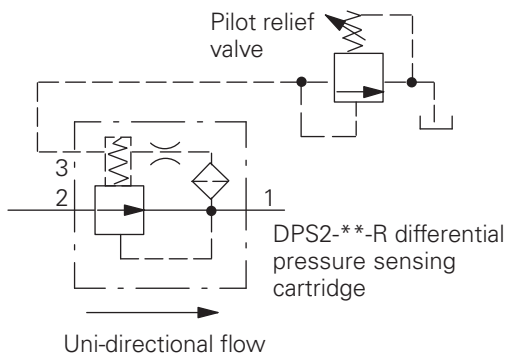 Pilot relief
valve
3
2
1
DPS2-**-R differential
pressure sensing
cartridge
Uni-directional flow